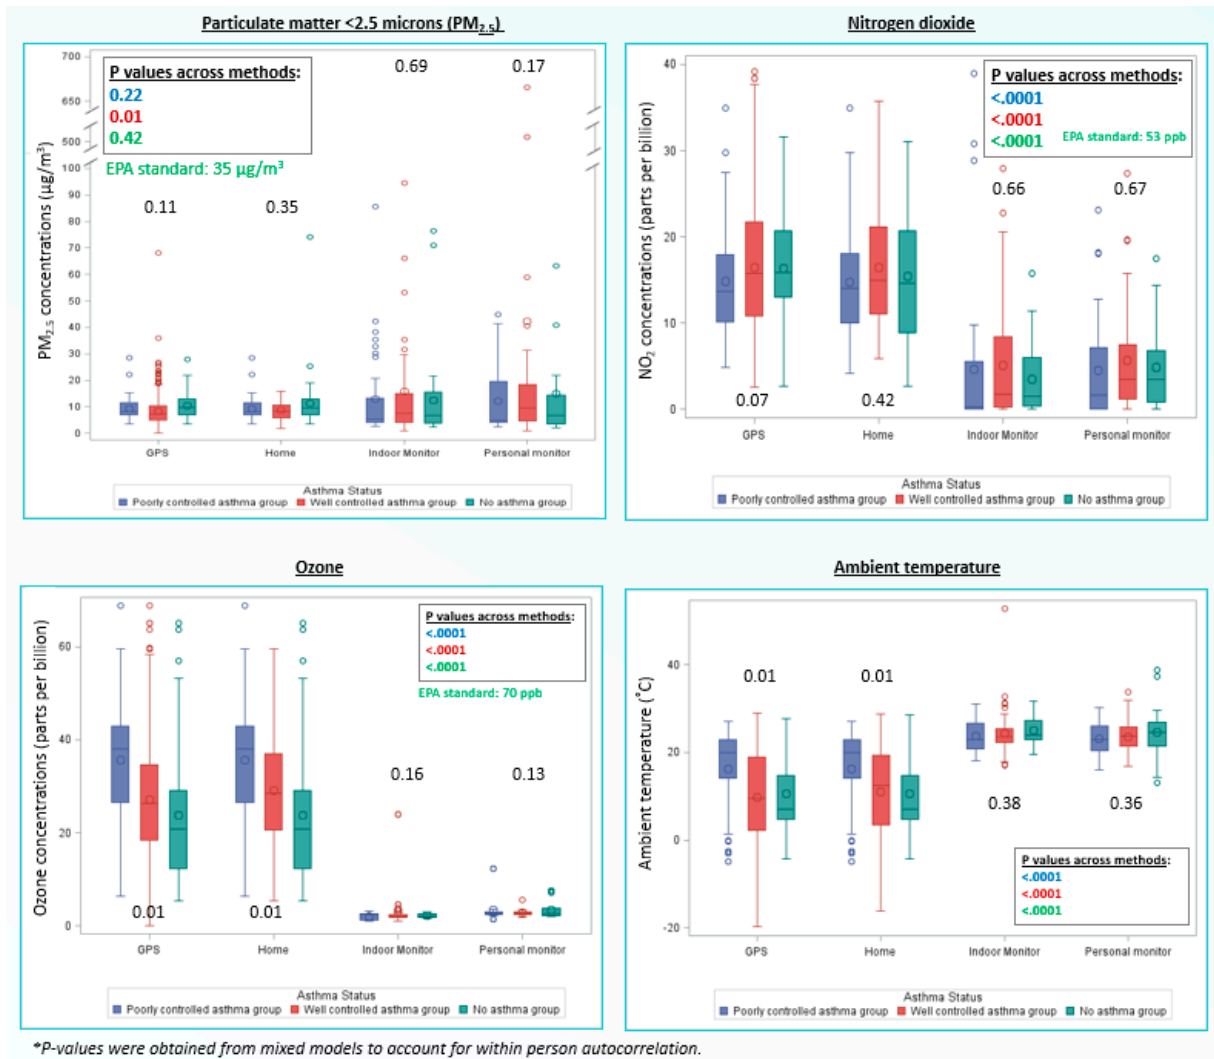 Particulate matter <2.5 microns (PM2.5)
700
650
500
100
90
80
70
60
50
40
30
20
10
0
PM2.5 concentrations (µg/m3)
P values across methods:
0.22
0.01
0.42
EPA standard: 35 µg/m3
0.69
0.17
0.11
0.35
GPS
Home
Indoor Monitor
Personal monitor
Asthma Status
Poorly controlled asthma group
Well controlled asthma group
No asthma group
Nitrogen dioxide
40
30
20
10
0
NO2 concentrations (parts per billion)
P values across methods:
<.0001
<.0001
<.0001
EPA standard: 53 ppb
0.66
0.67
0.07
0.42
GPS
Home
Indoor Monitor
Personal monitor
Asthma Status
Poorly controlled asthma group
Well controlled asthma group
No asthma group
Ozone
60
40
20
0
Ozone concentrations (parts per billion)
P values across methods:
<.0001
<.0001
<.0001
EPA standard: 70 ppb
0.16
0.13
0.01
0.01
GPS
Home
Indoor Monitor
Personal monitor
Asthma Status
Poorly controlled asthma group
Well controlled asthma group
No asthma group
Ambient temperature
40
20
0
-20
Ambient temperature (°C)
0.01
0.01
0.38
0.36
P values across methods:
<.0001
<.0001
<.0001
GPS
Home
Indoor Monitor
Personal monitor
Asthma Status
Poorly controlled asthma group
Well controlled asthma group
No asthma group
*P-values were obtained from mixed models to account for within person autocorrelation.